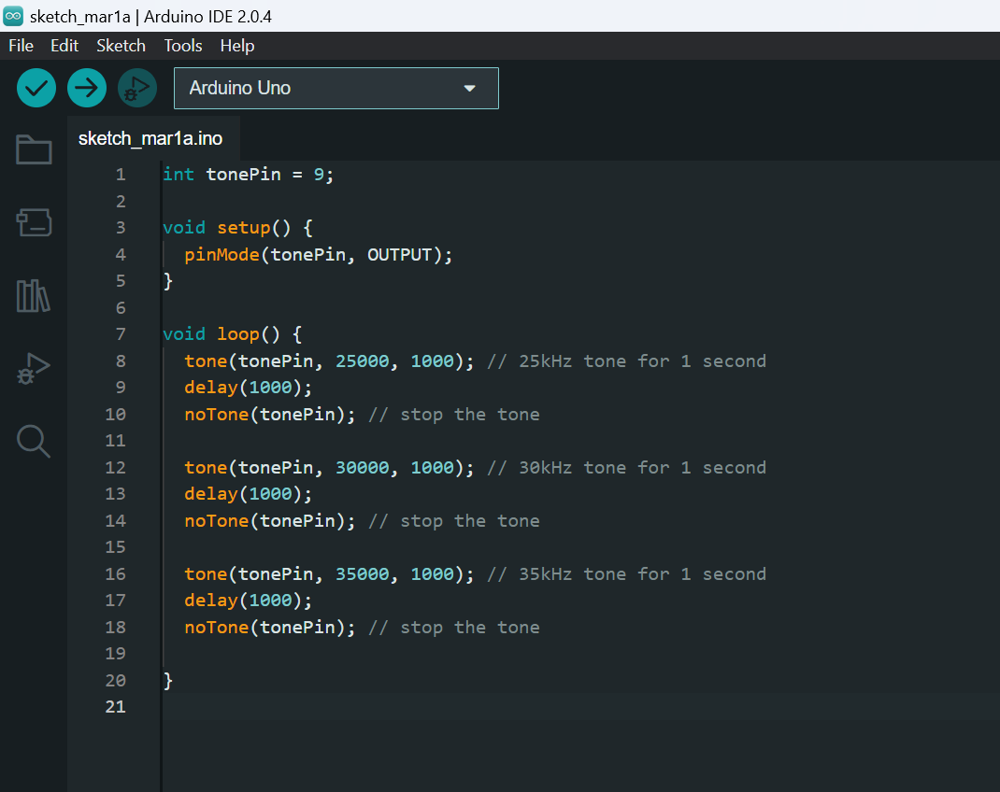 sketch_mar1a | Arduino IDE 2.0.4
File Edit Sketch Tools Help
Arduino Uno
sketch_mar1a.ino
1 int tonePin = 9;
2
3 void setup() {
4   pinMode(tonePin, OUTPUT);
5 }
6
7 void loop() {
8   tone(tonePin, 25000, 1000); // 25kHz tone for 1 second
9   delay(1000);
10   noTone(tonePin); // stop the tone
11
12   tone(tonePin, 30000, 1000); // 30kHz tone for 1 second
13   delay(1000);
14   noTone(tonePin); // stop the tone
15
16   tone(tonePin, 35000, 1000); // 35kHz tone for 1 second
17   delay(1000);
18   noTone(tonePin); // stop the tone
19
20 }
21